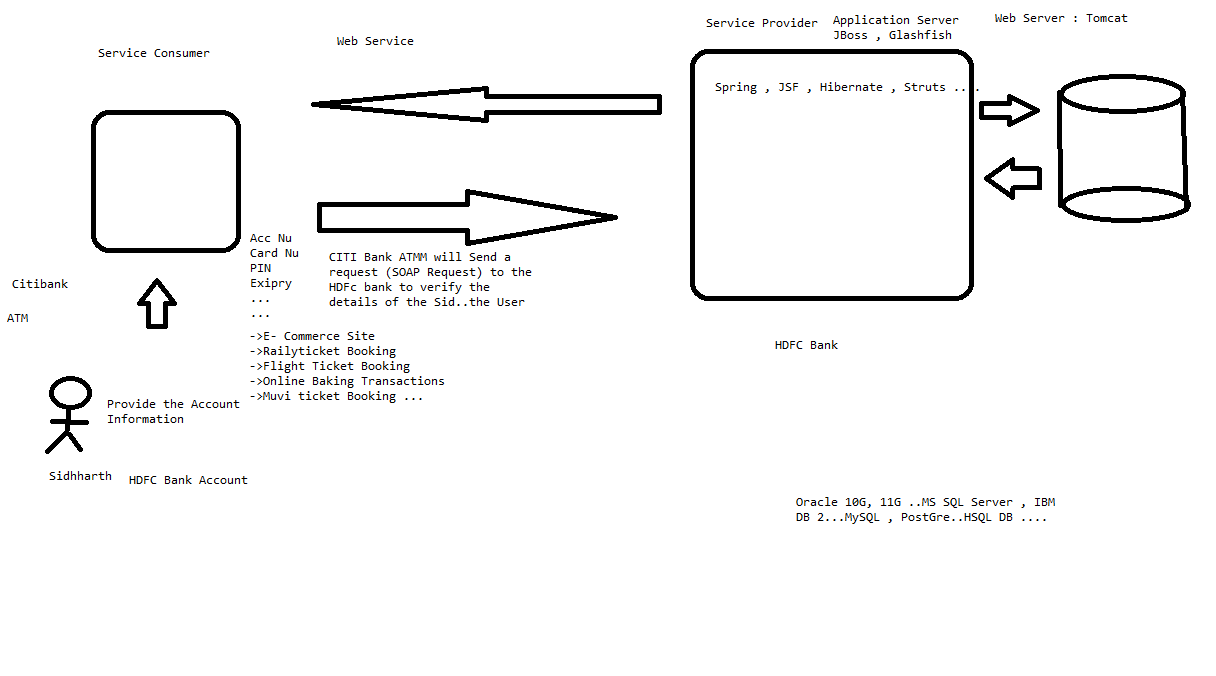 Service Consumer
Web Service
Service Provider
Application Server
JBoss , Glashfish
Web Server : Tomcat
Spring , JSF , Hibernate , Struts ....
Acc Nu
Card Nu
PIN
Exipry
...
...
CITI Bank ATMM will Send a
request (SOAP Request) to the
HDFc bank to verify the
details of the Sid..the User
Citibank
ATM
->E- Commerce Site
->Railyticket Booking
->Flight Ticket Booking
->Online Baking Transactions
->Muvi ticket Booking ...
HDFC Bank
Provide the Account
Information
Sidhharth
HDFC Bank Account
Oracle 10G, 11G ..MS SQL Server , IBM
DB 2...MySQL , PostGre..HSQL DB ....